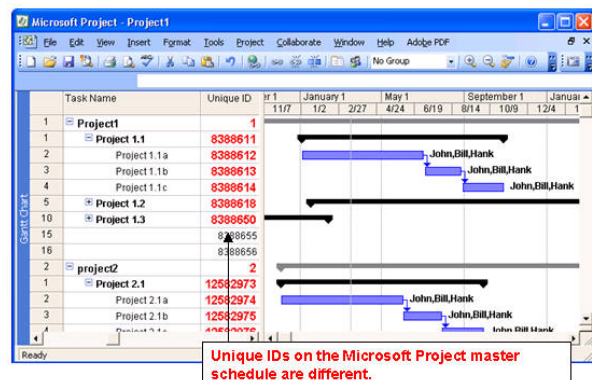 Microsoft Project - Project1
File Edit View Insert Format Tools Project Collaborate Window Help Adobe PDF
No Group
Task Name Unique ID er 1 January 1 May 1 September 1 Januar
11/7 1/2 2/27 4/24 6/19 8/14 10/9 12/4 1
1 Project1 1
1 Project 1.1 8388611
2 Project 1.1a 8388612 John,Bill,Hank
3 Project 1.1b 8388613 John,Bill,Hank
4 Project 1.1c 8388614 John,Bill,Hank
5 Project 1.2 8388618
10 Project 1.3 8388650
15 8388655
16 8388656
2 project2 2
1 Project 2.1 12582973
2 Project 2.1a 12582974 John,Bill,Hank
3 Project 2.1b 12582975 John,Bill,Hank
4 12582976 John,Bill,Hank
Gantt Chart
Ready
Unique IDs on the Microsoft Project master
schedule are different.